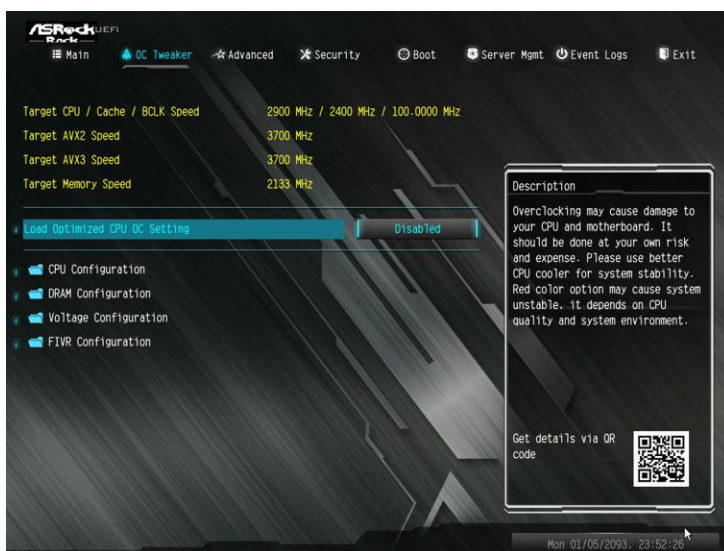 ASRock UEFI
Rack
Main OC Tweaker Advanced Security Boot Server Mgmt Event Logs Exit
Target CPU / Cache / BCLK Speed 2900 MHz / 2400 MHz / 100.0000 MHz
Target AVX2 Speed 3700 MHz
Target AVX3 Speed 3700 MHz
Target Memory Speed 2133 MHz
Load Optimized CPU OC Setting Disabled
CPU Configuration
DRAM Configuration
Voltage Configuration
FIVR Configuration
Description
Overclocking may cause damage to
your CPU and motherboard. It
should be done at your own risk
and expense. Please use better
CPU cooler for system stability.
Red color option may cause system
unstable, it depends on CPU
quality and system environment.
Get details via QR
code
Mon 01/05/2093. 23:52:26